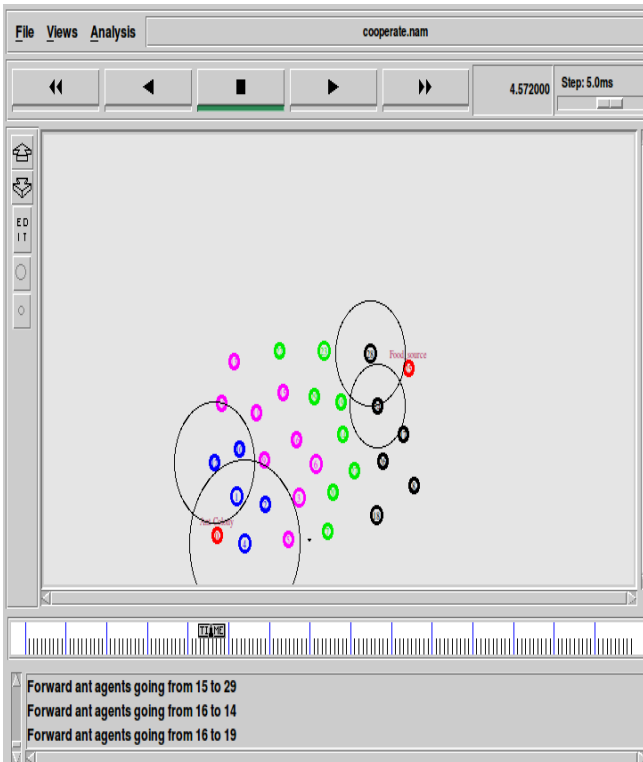 File Views Analysis cooperate.nam
4.572000 Step: 5.0ms
ED
IT
Food_source
Ant Colony
TIME
Forward ant agents going from 15 to 29
Forward ant agents going from 16 to 14
Forward ant agents going from 16 to 19